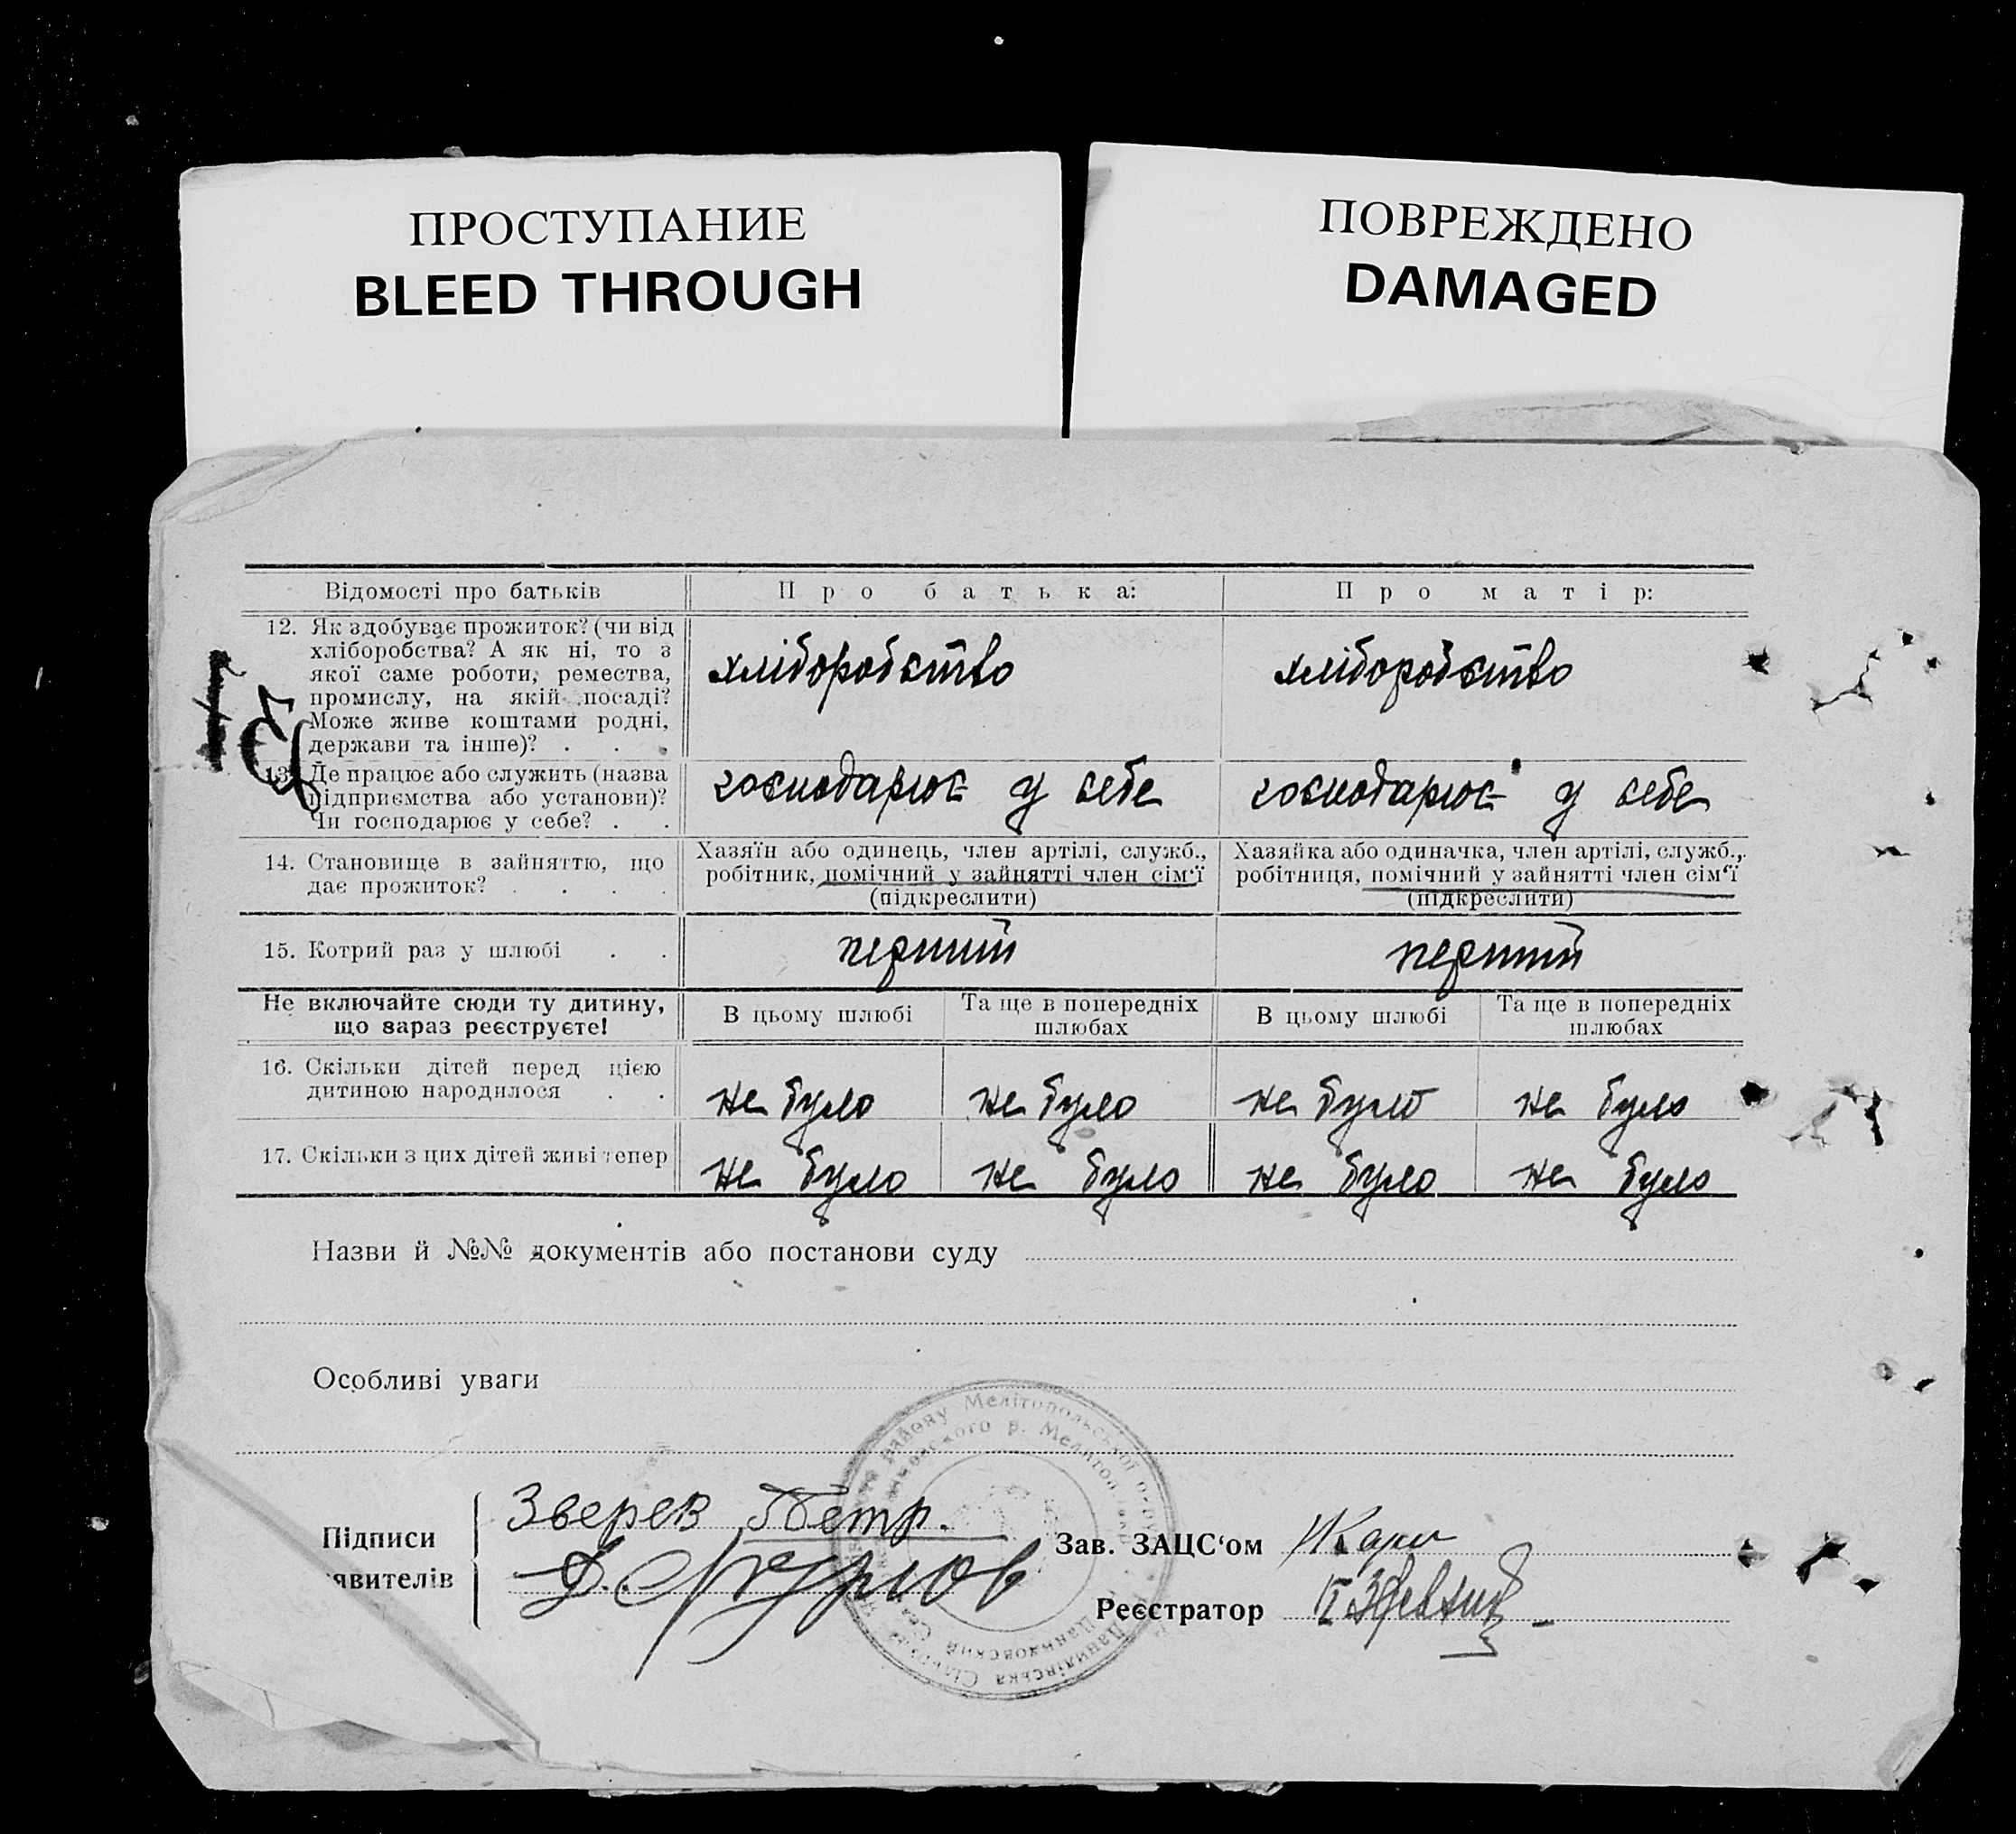 ПРОСТУПАНИЕ
BLEED THROUGH
ПОВРЕЖДЕНО
DAMAGED
Відомості про батьків
Про батька:
Про матір:
12. Як здобуває прожиток? (чи від
хліборобства? А як ні, то з
якої саме роботи, ремества,
промислу, на якій посаді?
Може живе коштами родні,
держави та інше)? . . .
хліборобство
хліборобство
13. Де працює або служить (назва
підприємства або установи)?
Чи господарює у себе? . .
господарює у себе
господарює у себе
14. Становище в зайняттю, що
дає прожиток? . . . .
Хазяїн або одинець, член артілі, служб.,
робітник, помічний у зайнятті член сім'ї
(підкреслити)
Хазяйка або одиначка, член артілі, служб.,
робітниця, помічний у зайнятті член сім'ї
(підкреслити)
15. Котрий раз у шлюбі . .
перший
перший
Не включайте сюди ту дитину,
що зараз реєструєте!
В цьому шлюбі
Та ще в попередніх
шлюбах
В цьому шлюбі
Та ще в попередніх
шлюбах
16. Скільки дітей перед цією
дитиною народилося . .
не було
не було
не було
не було
17. Скільки з цих дітей живі тепер
не було
не було
не було
не було
Назви й №№ документів або постанови суду
Особливі уваги
району Мелітопольської
р. Мелитоп
Данилівська
Підписи
явителів
Зверев Петр.
Зав. ЗАЦС'ом
Реєстратор